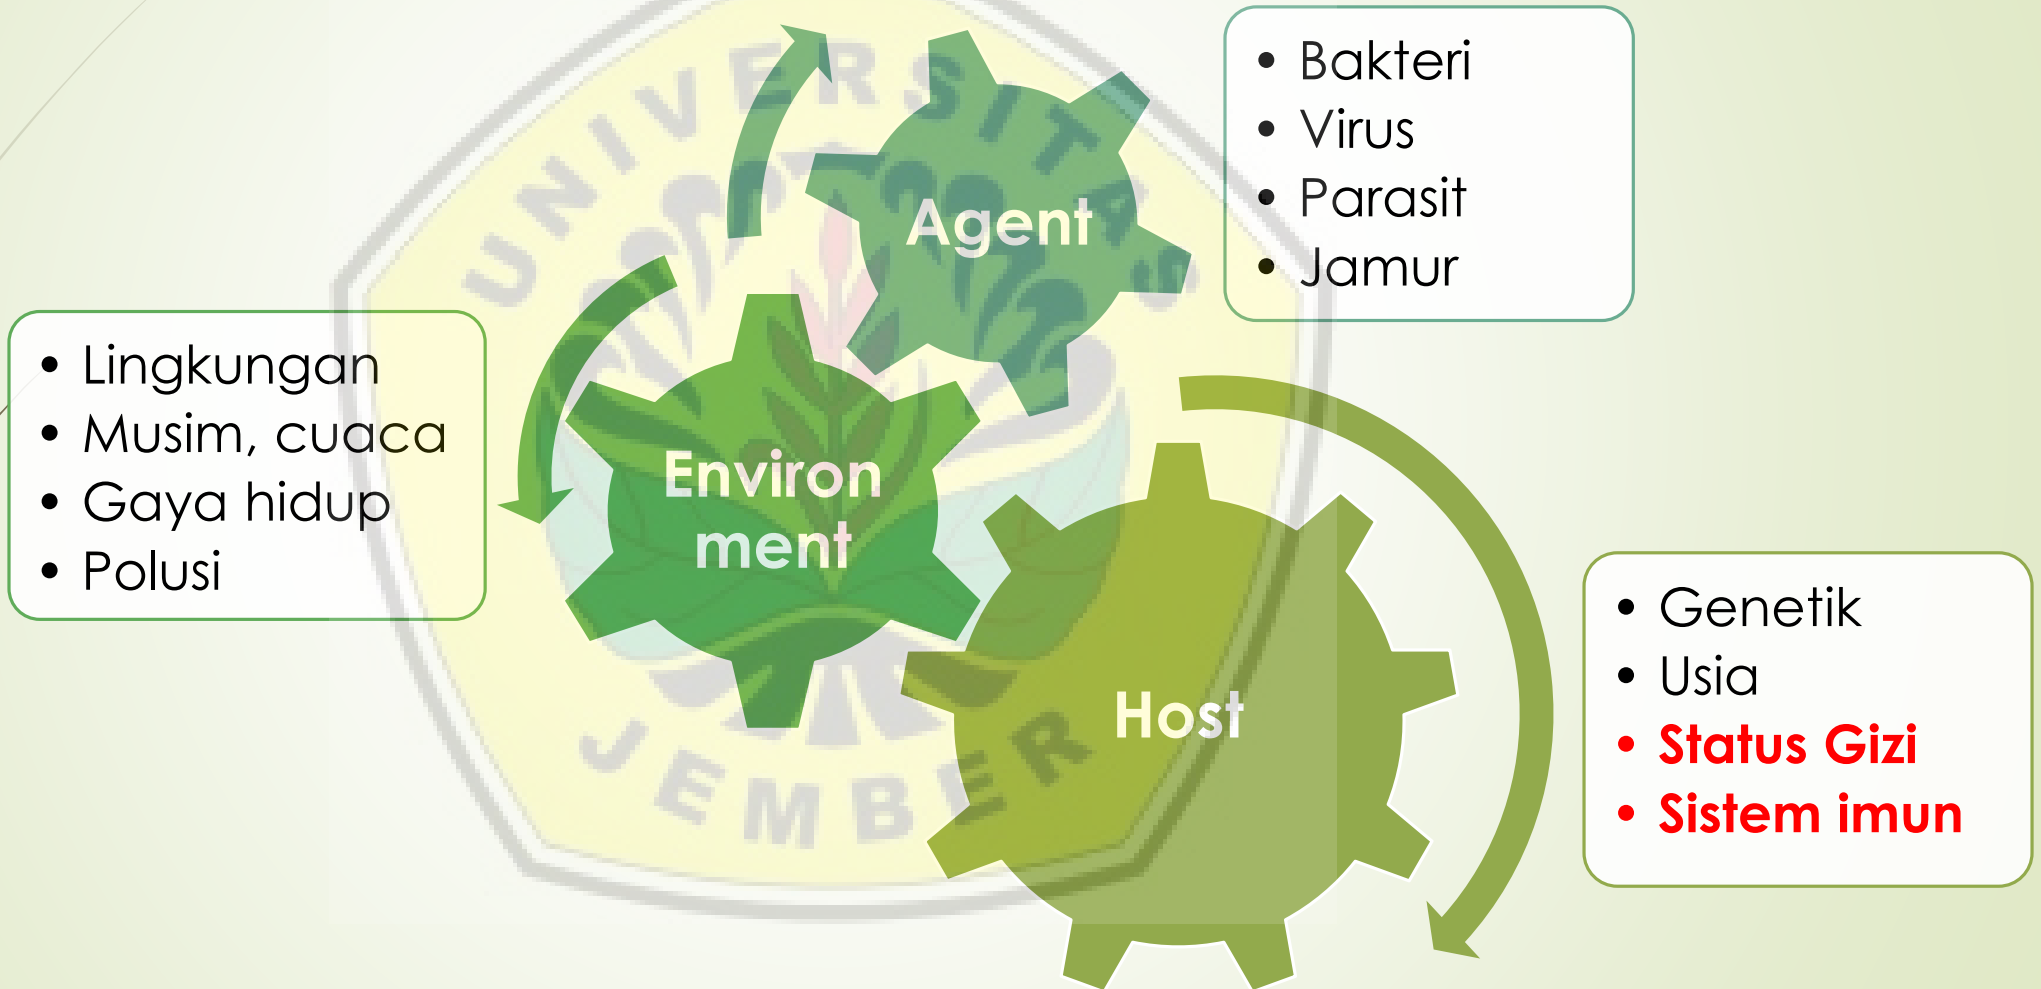 UNIVERSITAS
JEMBER
Agent
• Bakteri
• Virus
• Parasit
• Jamur
Environ
ment
• Lingkungan
• Musim, cuaca
• Gaya hidup
• Polusi
Host
• Genetik
• Usia
• Status Gizi
• Sistem imun